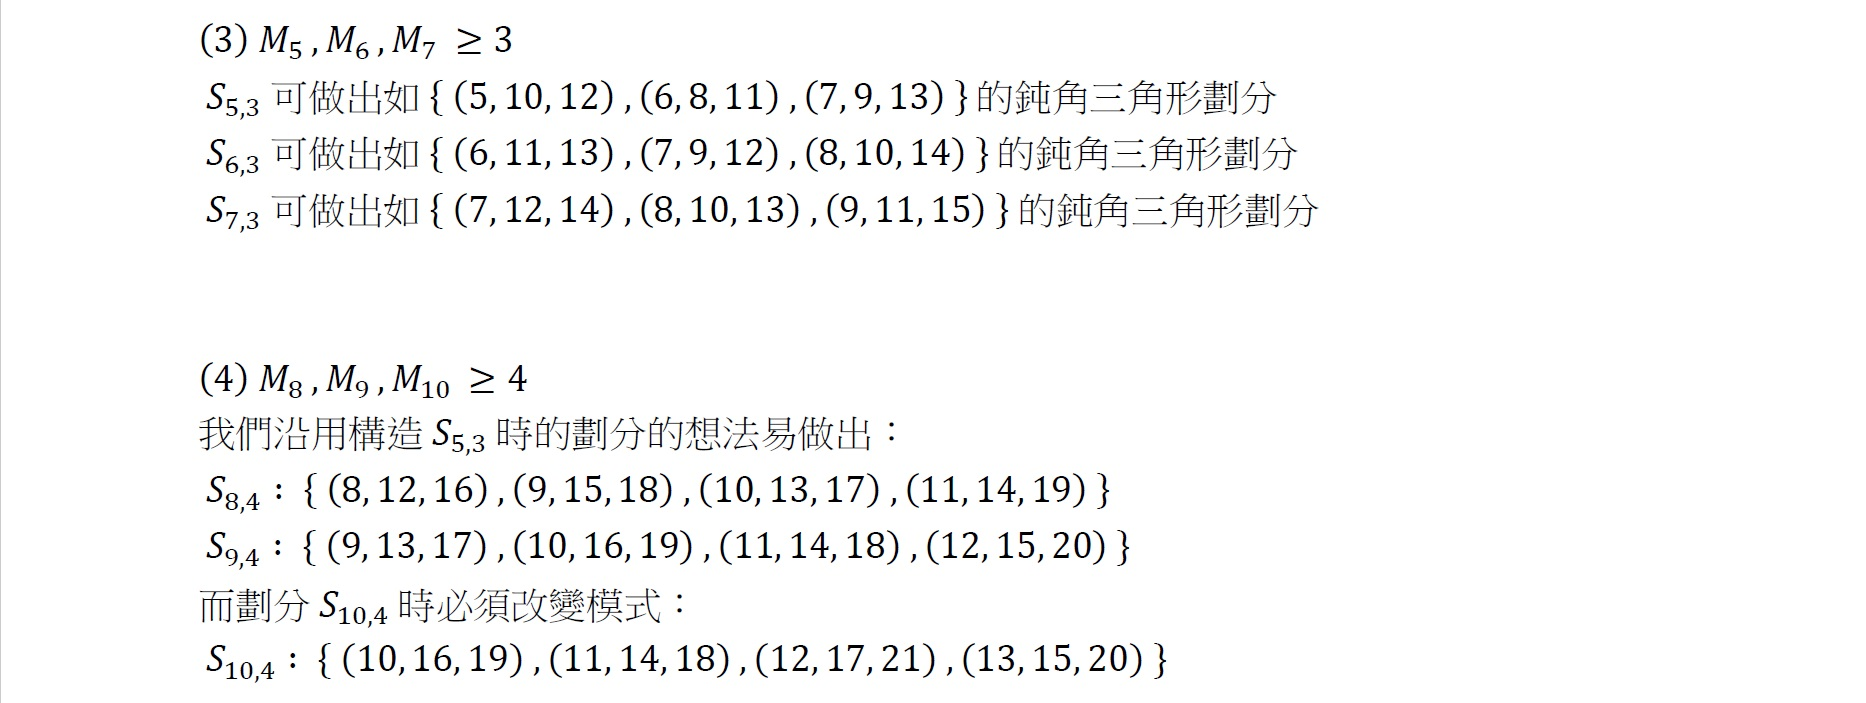 (3) M₅ , M₆ , M₇ ≥ 3
S₅,₃ 可做出如 { (5, 10, 12) , (6, 8, 11) , (7, 9, 13) } 的鈍角三角形劃分
S₆,₃ 可做出如 { (6, 11, 13) , (7, 9, 12) , (8, 10, 14) } 的鈍角三角形劃分
S₇,₃ 可做出如 { (7, 12, 14) , (8, 10, 13) , (9, 11, 15) } 的鈍角三角形劃分
(4) M₈ , M₉ , M₁₀ ≥ 4
我們沿用構造 S₅,₃ 時的劃分的想法易做出：
S₈,₄ : { (8, 12, 16) , (9, 15, 18) , (10, 13, 17) , (11, 14, 19) }
S₉,₄ : { (9, 13, 17) , (10, 16, 19) , (11, 14, 18) , (12, 15, 20) }
而劃分 S₁₀,₄ 時必須改變模式：
S₁₀,₄ : { (10, 16, 19) , (11, 14, 18) , (12, 17, 21) , (13, 15, 20) }